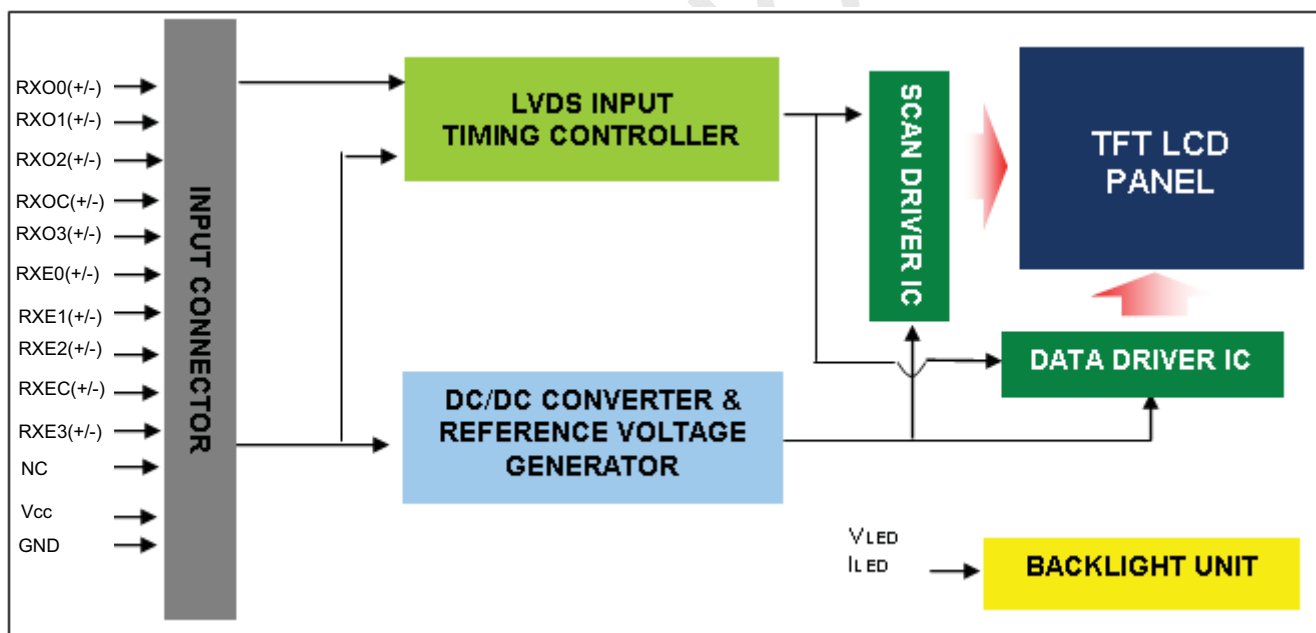 RXO0(+/-)
RXO1(+/-)
RXO2(+/-)
RXOC(+/-)
RXO3(+/-)
RXE0(+/-)
RXE1(+/-)
RXE2(+/-)
RXEC(+/-)
RXE3(+/-)
NC
Vcc
GND
INPUT CONNECTOR
LVDS INPUT
TIMING CONTROLLER
DC/DC CONVERTER &
REFERENCE VOLTAGE
GENERATOR
SCAN DRIVER IC
TFT LCD
PANEL
DATA DRIVER IC
VLED
ILED
BACKLIGHT UNIT